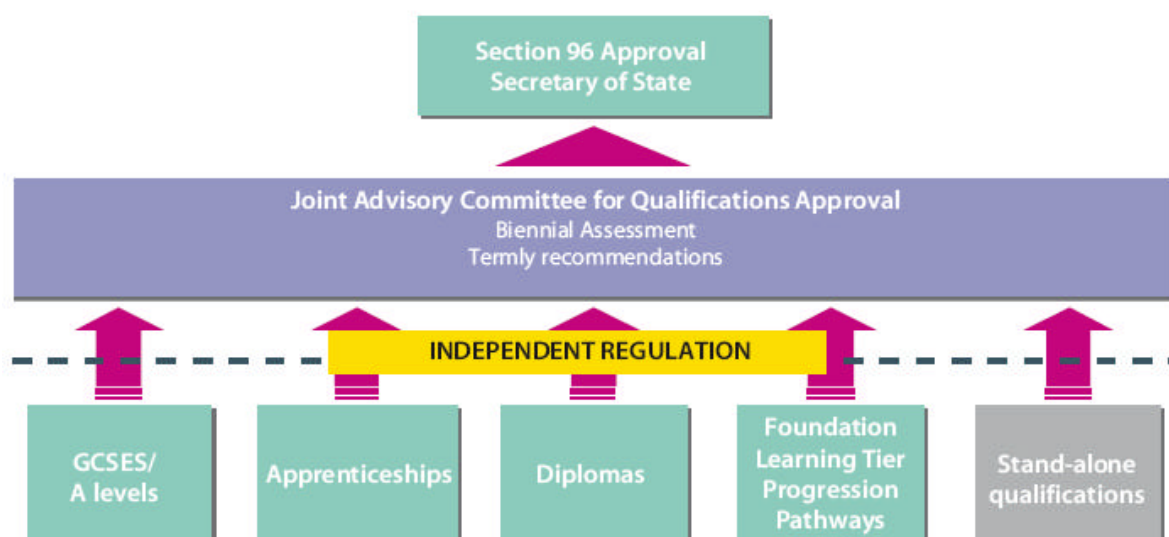 Section 96 Approval
Secretary of State
Joint Advisory Committee for Qualifications Approval
Biennial Assessment
Termly recommendations
INDEPENDENT REGULATION
GCSES/
A levels
Apprenticeships
Diplomas
Foundation
Learning Tier
Progression
Pathways
Stand-alone
qualifications